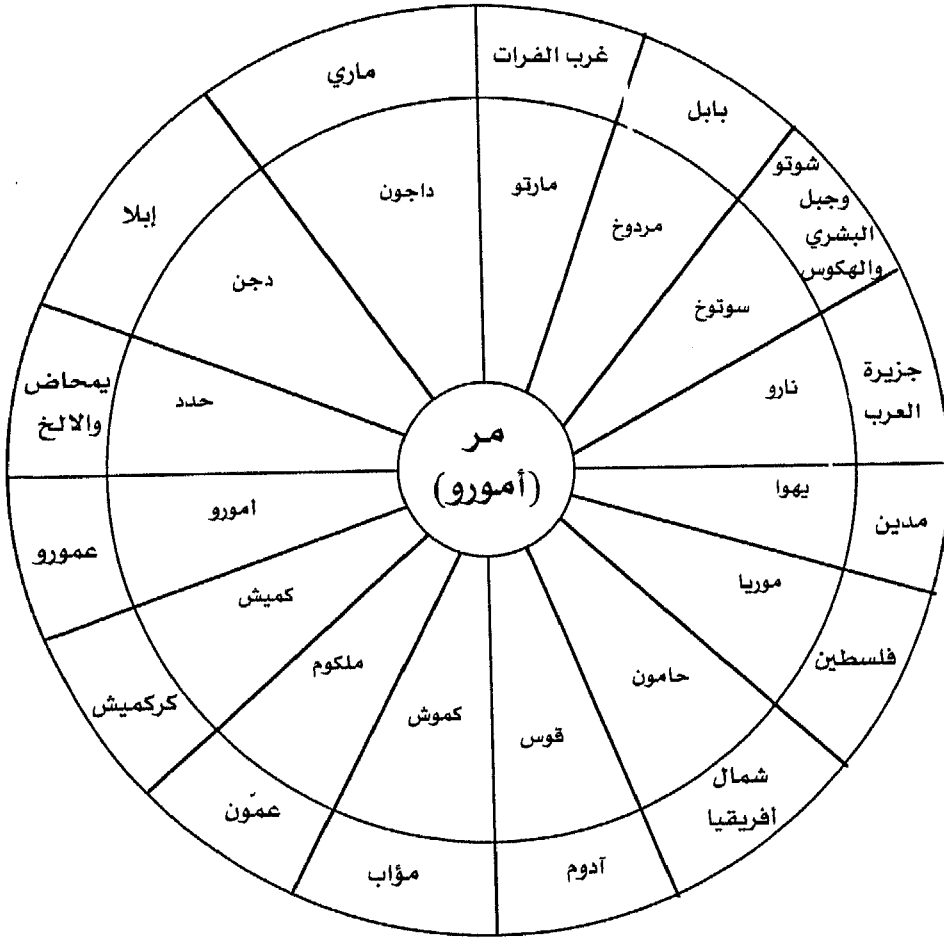 غرب الفرات
مارتو
بابل
مردوخ
شوتو
وجبل
البشري
والهكوس
سوتوخ
جزيرة
العرب
نارو
مدين
يهوا
فلسطين
موريا
شمال
أفريقيا
حامون
آدوم
قوس
مؤاب
كموش
عمّون
ملكوم
كركميش
كميش
عمورو
امورو
يمحاض
والالخ
حدد
إبلا
دجن
ماري
داجون
مر
(أمورو)